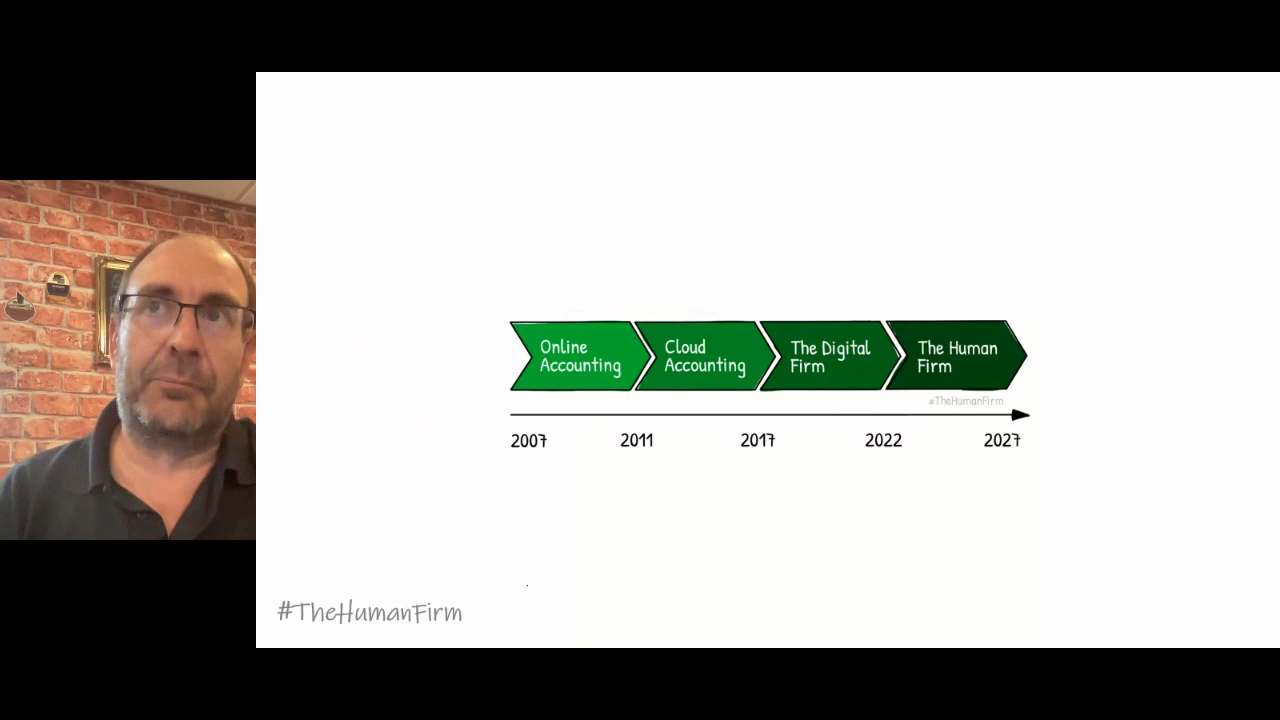 Online
Accounting
Cloud
Accounting
The Digital
Firm
The Human
Firm
#TheHumanFirm
2007 2011 2017 2022 2027
#TheHumanFirm